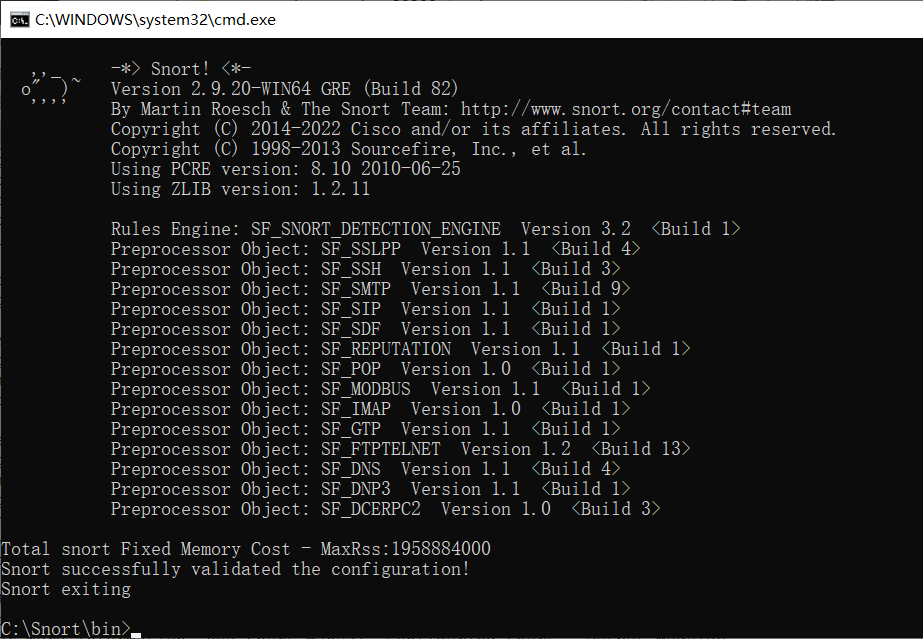 C:\WINDOWS\system32\cmd.exe
,,_     -*> Snort! <*-
o"  )~   Version 2.9.20-WIN64 GRE (Build 82)
''''    By Martin Roesch & The Snort Team: http://www.snort.org/contact#team
Copyright (C) 2014-2022 Cisco and/or its affiliates. All rights reserved.
Copyright (C) 1998-2013 Sourcefire, Inc., et al.
Using PCRE version: 8.10 2010-06-25
Using ZLIB version: 1.2.11
Rules Engine: SF_SNORT_DETECTION_ENGINE  Version 3.2  <Build 1>
Preprocessor Object: SF_SSLPP  Version 1.1  <Build 4>
Preprocessor Object: SF_SSH  Version 1.1  <Build 3>
Preprocessor Object: SF_SMTP  Version 1.1  <Build 9>
Preprocessor Object: SF_SIP  Version 1.1  <Build 1>
Preprocessor Object: SF_SDF  Version 1.1  <Build 1>
Preprocessor Object: SF_REPUTATION  Version 1.1  <Build 1>
Preprocessor Object: SF_POP  Version 1.0  <Build 1>
Preprocessor Object: SF_MODBUS  Version 1.1  <Build 1>
Preprocessor Object: SF_IMAP  Version 1.0  <Build 1>
Preprocessor Object: SF_GTP  Version 1.1  <Build 1>
Preprocessor Object: SF_FTPTELNET  Version 1.2  <Build 13>
Preprocessor Object: SF_DNS  Version 1.1  <Build 4>
Preprocessor Object: SF_DNP3  Version 1.1  <Build 1>
Preprocessor Object: SF_DCERPC2  Version 1.0  <Build 3>
Total snort Fixed Memory Cost - MaxRss:1958884000
Snort successfully validated the configuration!
Snort exiting
C:\Snort\bin>